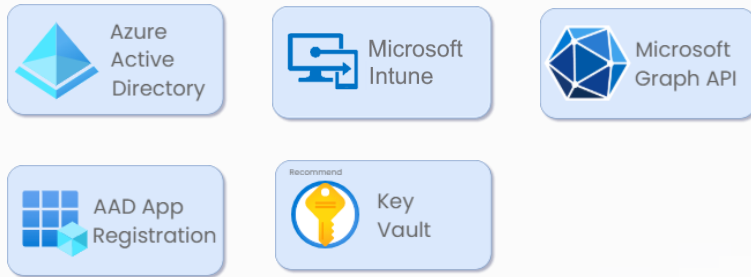 Azure
Active
Directory
Microsoft
Intune
Microsoft
Graph API
AAD App
Registration
Recommend
Key
Vault